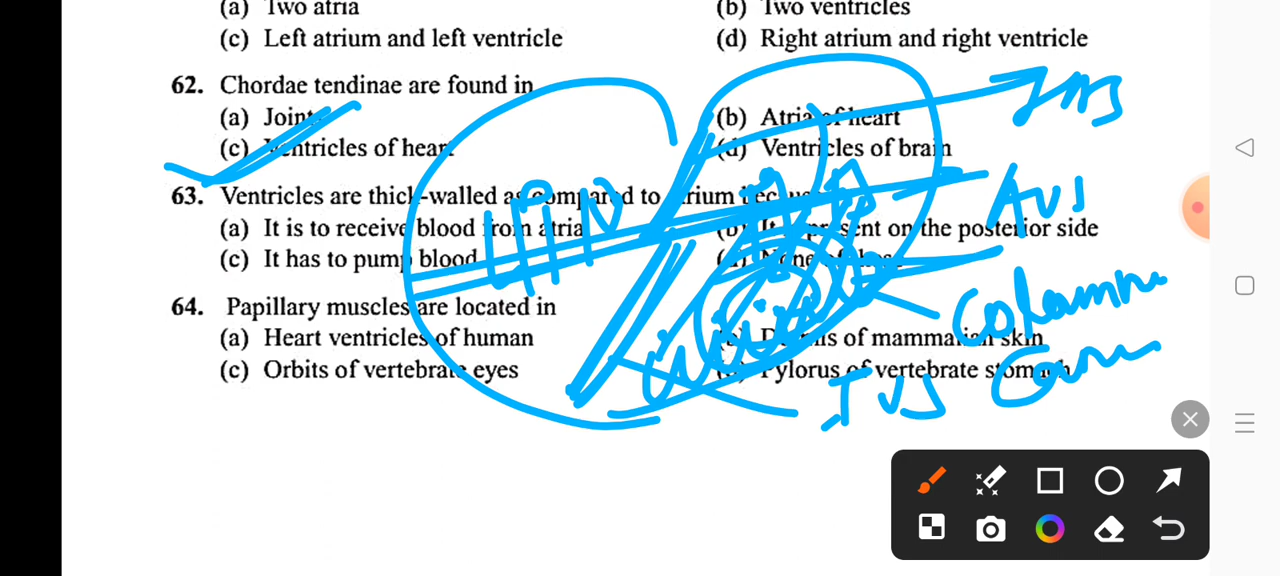 (a) Two atria (b) Two ventricles
(c) Left atrium and left ventricle (d) Right atrium and right ventricle
62. Chordae tendinae are found in
(a) Joints (b) Atria of heart
(c) Ventricles of heart (d) Ventricles of brain
63. Ventricles are thick-walled as compared to atrium because
(a) It is to receive blood from atria (b) It is present on the posterior side
(c) It has to pump blood (d) None of these
64. Papillary muscles are located in
(a) Heart ventricles of human (b) of mammalian skin
(c) Orbits of vertebrate eyes Pylorus of vertebrate stomach
AVS
IVS